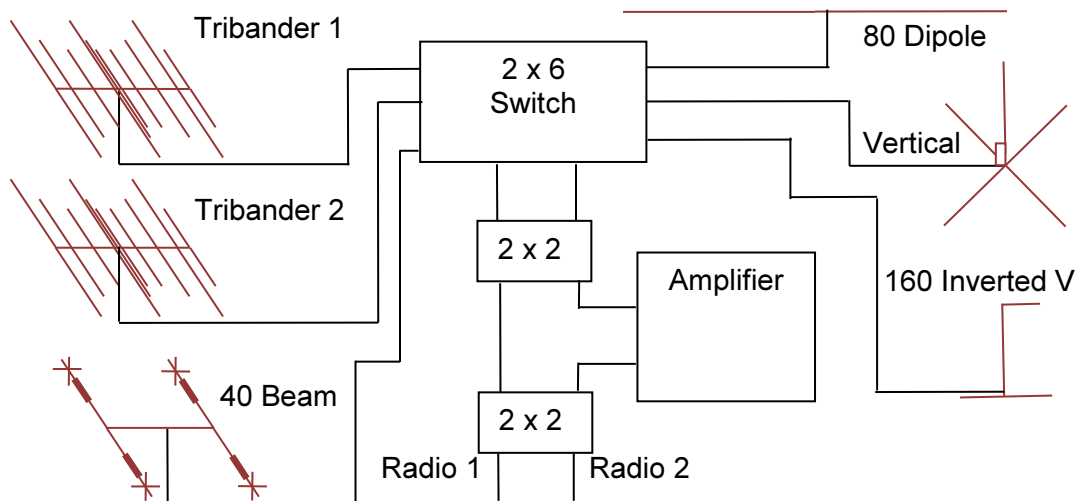 Tribander 1
2 x 6
Switch
80 Dipole
Vertical
Tribander 2
2 x 2
Amplifier
160 Inverted V
40 Beam
2 x 2
Radio 1
Radio 2